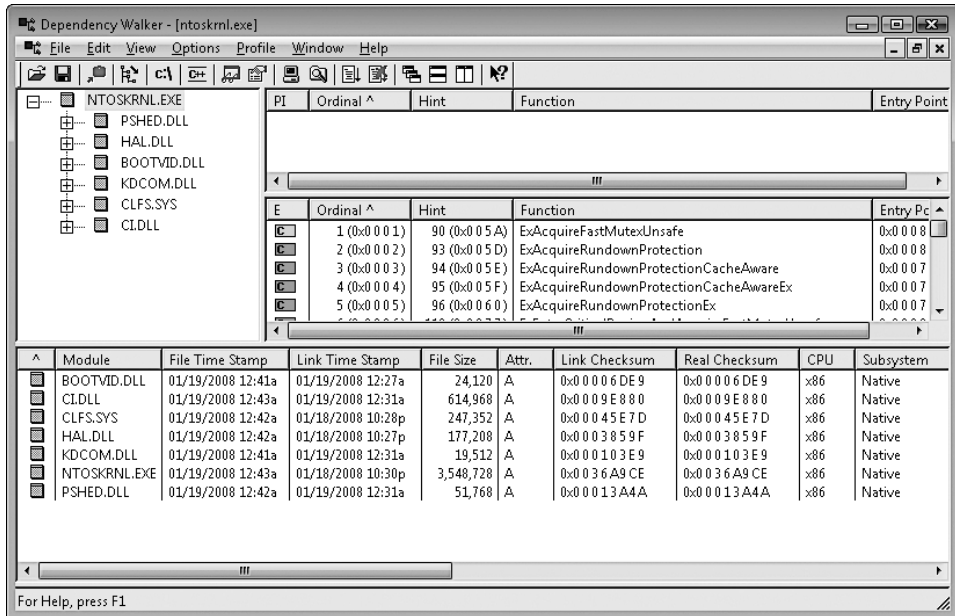 Dependency Walker - [ntoskrnl.exe]
File Edit View Options Profile Window Help
C:\ C++
NTOSKRNL.EXE
PSHED.DLL
HAL.DLL
BOOTVID.DLL
KDCOM.DLL
CLFS.SYS
CI.DLL
PI Ordinal ^ Hint Function Entry Point
E Ordinal ^ Hint Function Entry Pc
C 1 (0x0001) 90 (0x005A) ExAcquireFastMutexUnsafe 0x0008
C 2 (0x0002) 93 (0x005D) ExAcquireRundownProtection 0x0008
C 3 (0x0003) 94 (0x005E) ExAcquireRundownProtectionCacheAware 0x0007
C 4 (0x0004) 95 (0x005F) ExAcquireRundownProtectionCacheAwareEx 0x0007
C 5 (0x0005) 96 (0x0060) ExAcquireRundownProtectionEx 0x0007
^ Module File Time Stamp Link Time Stamp File Size Attr. Link Checksum Real Checksum CPU Subsystem
BOOTVID.DLL 01/19/2008 12:41a 01/19/2008 12:27a 24,120 A 0x00006DE9 0x00006DE9 x86 Native
CI.DLL 01/19/2008 12:43a 01/19/2008 12:31a 614,968 A 0x0009E880 0x0009E880 x86 Native
CLFS.SYS 01/19/2008 12:42a 01/18/2008 10:28p 247,352 A 0x00045E7D 0x00045E7D x86 Native
HAL.DLL 01/19/2008 12:42a 01/18/2008 10:27p 177,208 A 0x0003859F 0x0003859F x86 Native
KDCOM.DLL 01/19/2008 12:41a 01/19/2008 12:31a 19,512 A 0x000103E9 0x000103E9 x86 Native
NTOSKRNL.EXE 01/19/2008 12:43a 01/18/2008 10:30p 3,548,728 A 0x0036A9CE 0x0036A9CE x86 Native
PSHED.DLL 01/19/2008 12:42a 01/19/2008 12:31a 51,768 A 0x00013A4A 0x00013A4A x86 Native
For Help, press F1